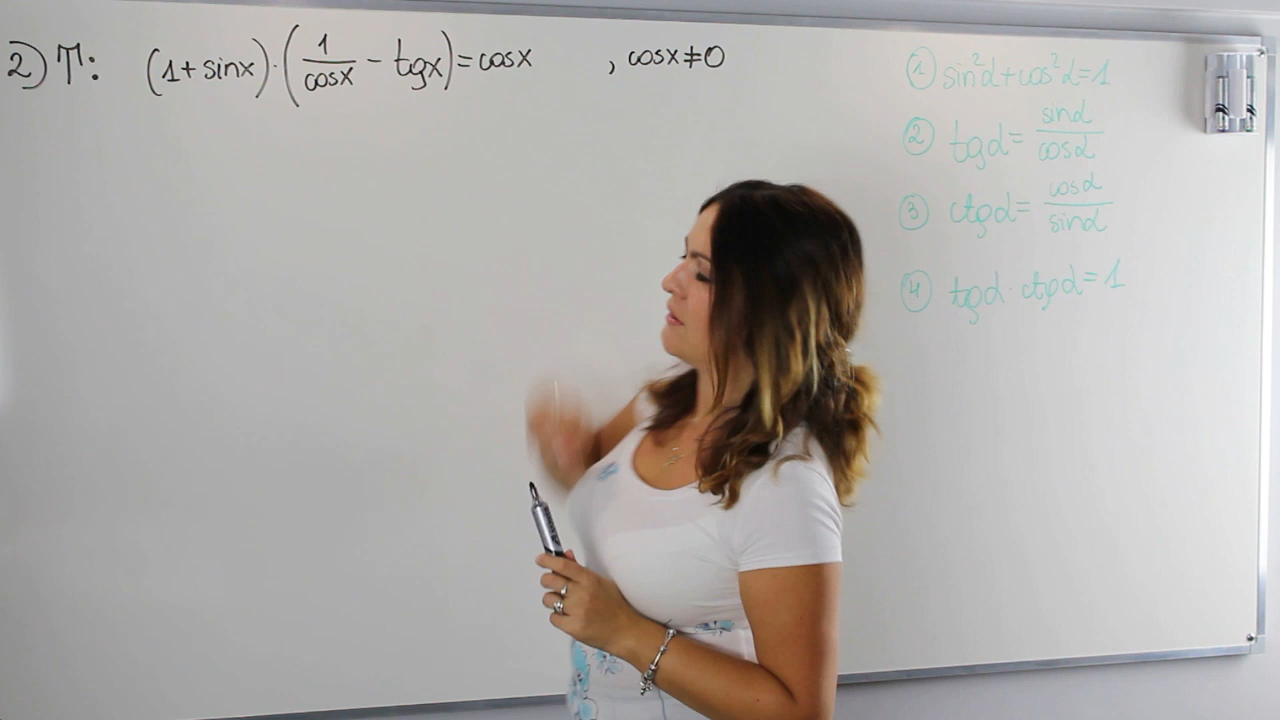 2) T: (1+sinx)·(1/cosx - tgx)=cosx , cosx≠0
① sin²α+cos²α=1
② tgα= sinα/cosα
③ ctgα= cosα/sinα
④ tgα·ctgα=1